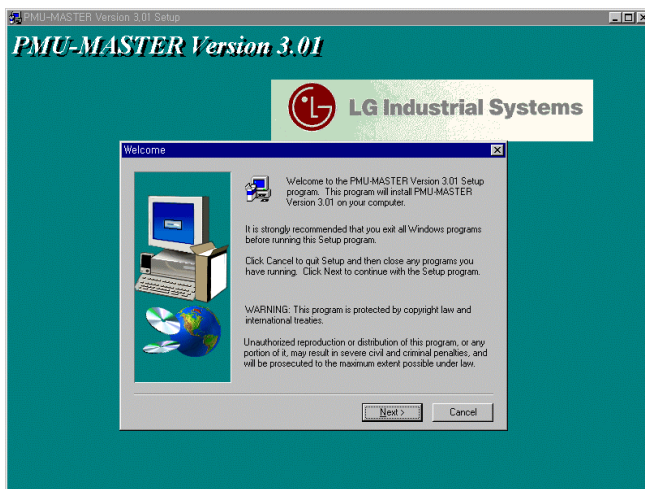 PMU-MASTER Version 3.01 Setup
PMU-MASTER Version 3.01
LG Industrial Systems
Welcome
Welcome to the PMU-MASTER Version 3.01 Setup
program. This program will install PMU-MASTER
Version 3.01 on your computer.
It is strongly recommended that you exit all Windows programs
before running this Setup program.
Click Cancel to quit Setup and then close any programs you
have running. Click Next to continue with the Setup program.
WARNING: This program is protected by copyright law and
international treaties.
Unauthorized reproduction or distribution of this program, or any
portion of it, may result in severe civil and criminal penalties, and
will be prosecuted to the maximum extent possible under law.
Next > Cancel